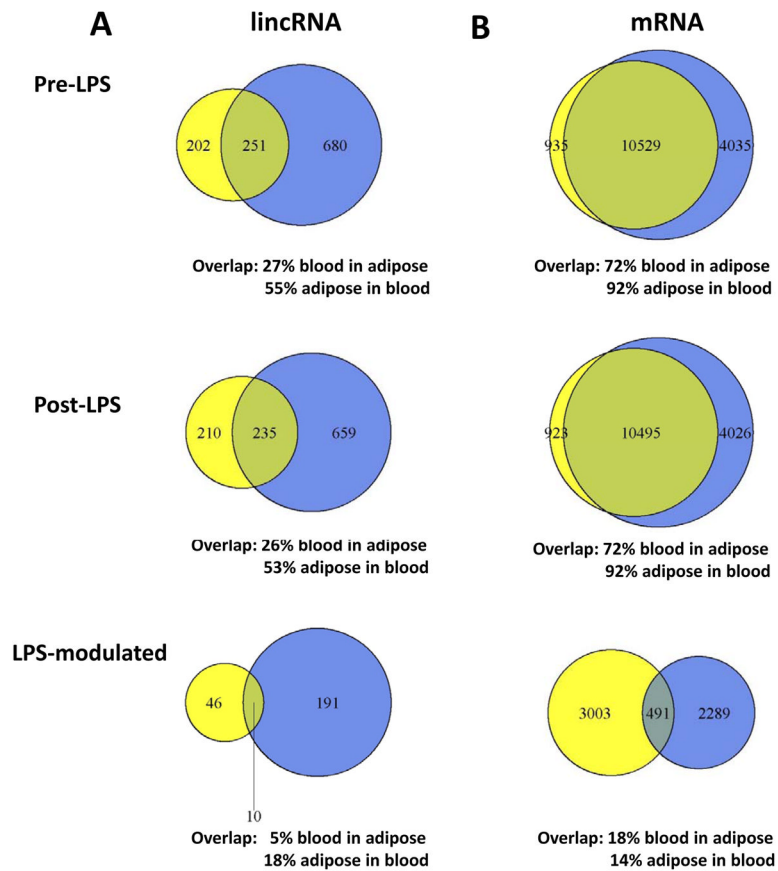 A lincRNA B mRNA
Pre-LPS
202 251 680 935 10529 4035
Overlap: 27% blood in adipose Overlap: 72% blood in adipose
55% adipose in blood 92% adipose in blood
Post-LPS
210 235 659 923 10495 4026
Overlap: 26% blood in adipose Overlap: 72% blood in adipose
53% adipose in blood 92% adipose in blood
LPS-modulated
46 191 3003 491 2289
10
Overlap: 5% blood in adipose Overlap: 18% blood in adipose
18% adipose in blood 14% adipose in blood